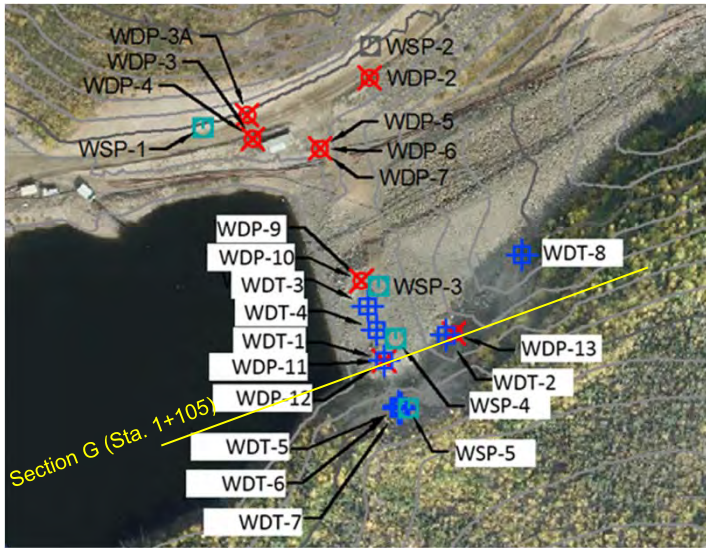 WDP-3A
WDP-3
WDP-4
WSP-1
WSP-2
WDP-2
WDP-5
WDP-6
WDP-7
WDP-9
WDP-10
WDT-3
WDT-4
WDT-1
WDP-11
WDP-12
WSP-3
WDT-8
WDP-13
WDT-2
WSP-4
WSP-5
Section G (Sta. 1+105)
WDT-5
WDT-6
WDT-7